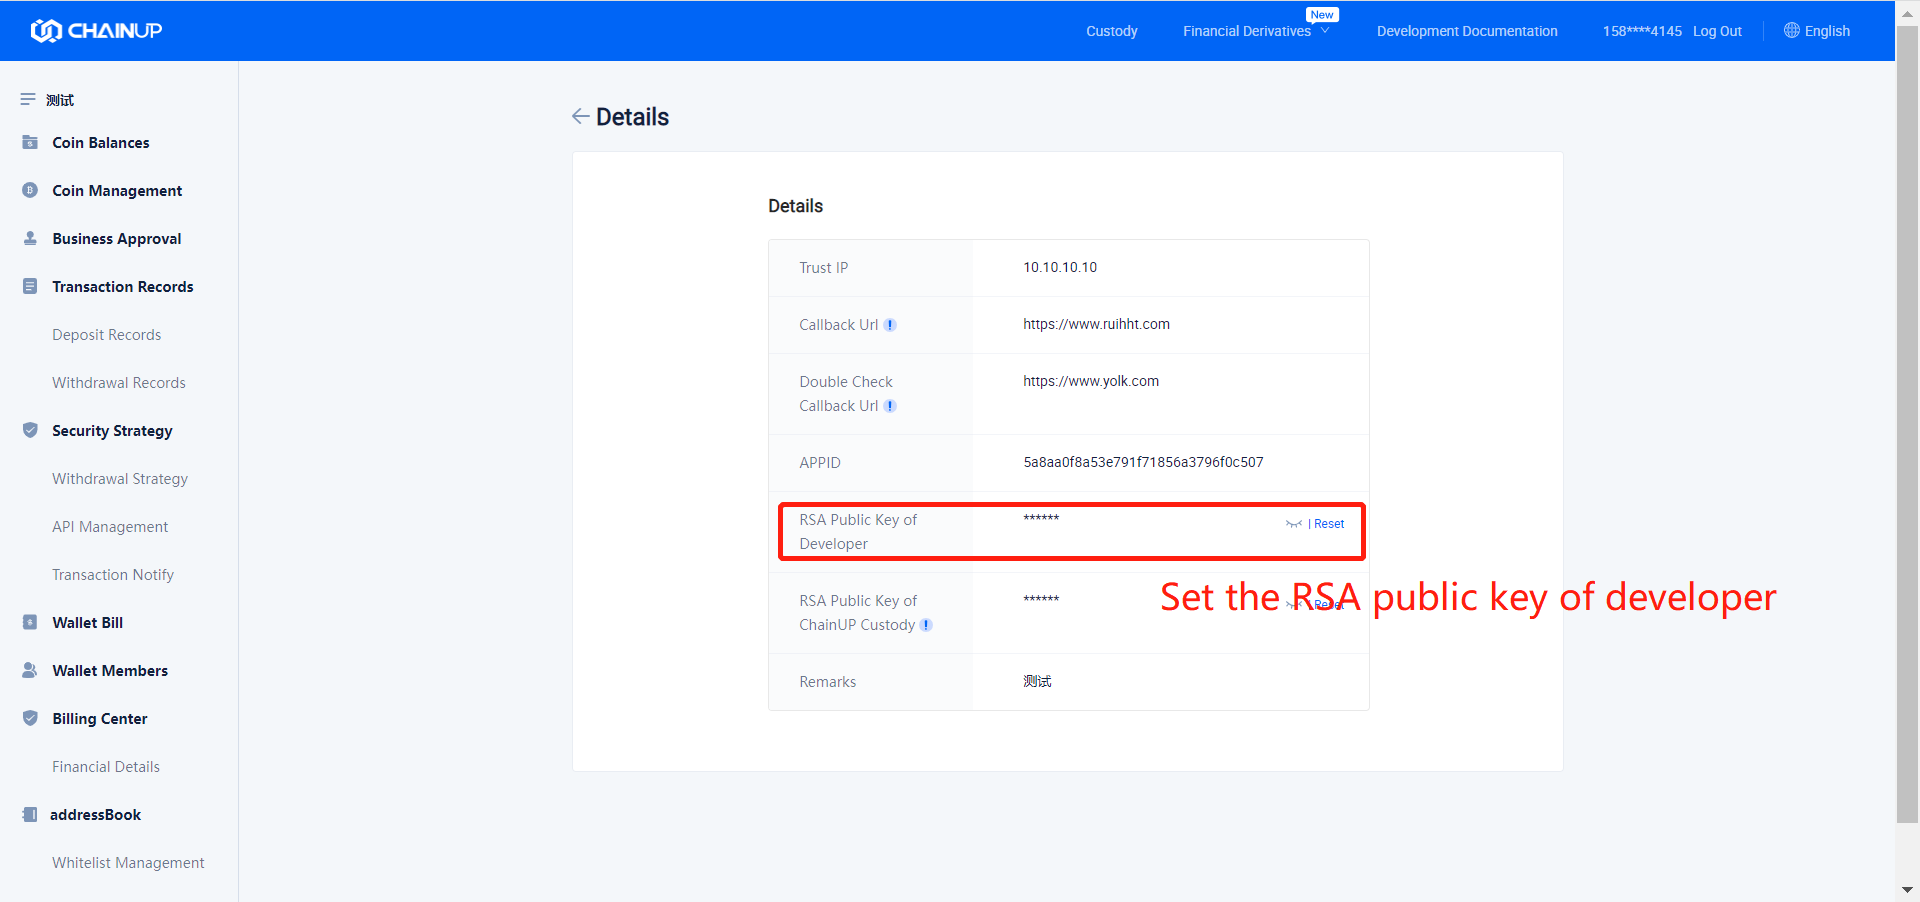 CHAINUP
Custody
Financial Derivatives
New
Development Documentation
158****4145 Log Out
English
测试
Coin Balances
Coin Management
Business Approval
Transaction Records
Deposit Records
Withdrawal Records
Security Strategy
Withdrawal Strategy
API Management
Transaction Notify
Wallet Bill
Wallet Members
Billing Center
Financial Details
addressBook
Whitelist Management
Details
Details
Trust IP
10.10.10.10
Callback Url
https://www.ruihht.com
Double Check
Callback Url
https://www.yolk.com
APPID
5a8aa0f8a53e791f71856a3796f0c507
RSA Public Key of
Developer
******
| Reset
Set the RSA public key of developer
RSA Public Key of
ChainUP Custody
******
| Reset
Remarks
测试